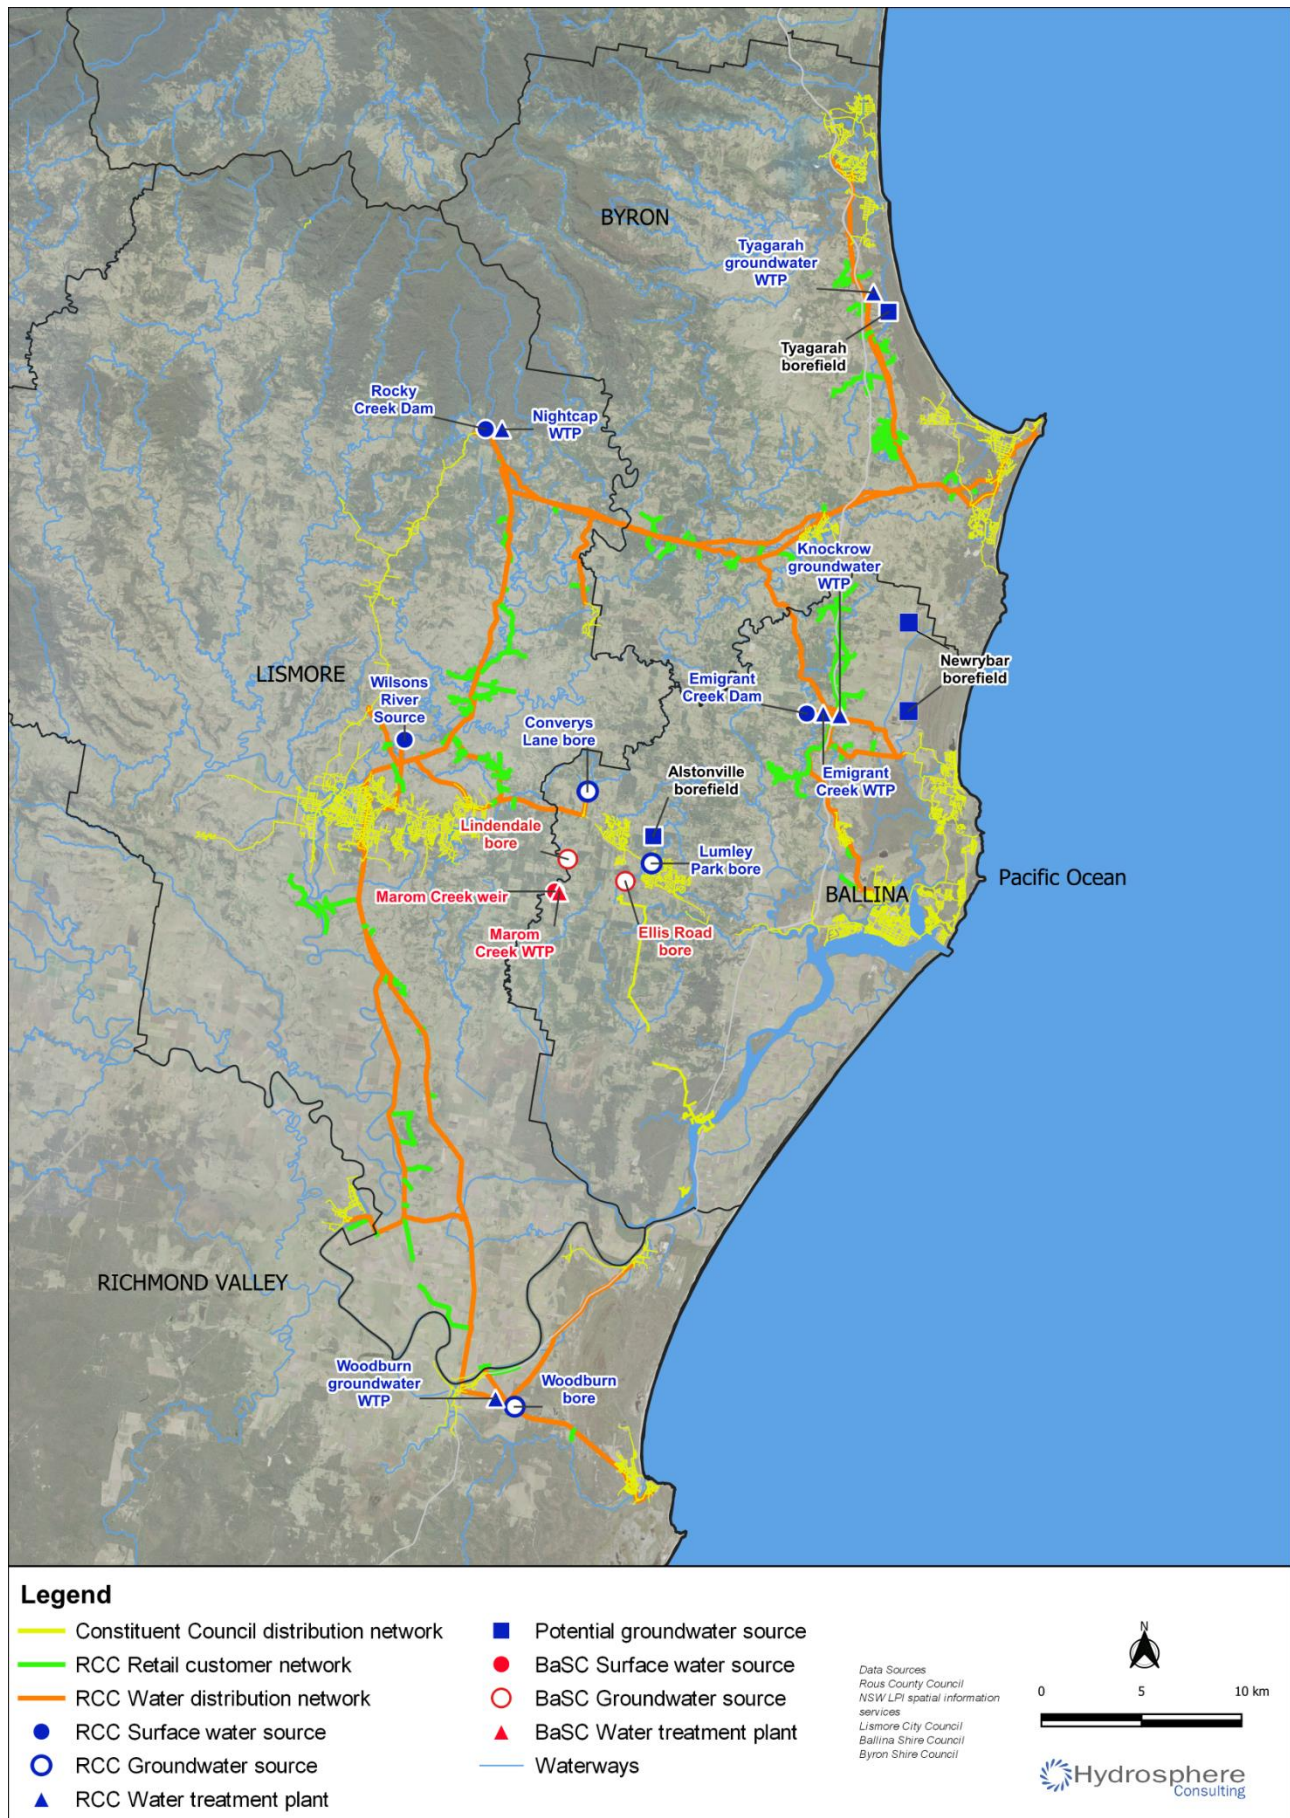 BYRON
Tyagarah
groundwater
WTP
Tyagarah
borefield
Rocky
Creek Dam
Nightcap
WTP
Knockrow
groundwater
WTP
LISMORE
Wilsons
River
Source
Emigrant
Creek Dam
Newrybar
borefield
Converys
Lane bore
Alstonville
borefield
Emigrant
Creek WTP
Lindendale
bore
Lumley
Park bore
Marom Creek weir
BALLINA
Pacific Ocean
Marom
Creek WTP
Ellis Road
bore
RICHMOND VALLEY
Woodburn
groundwater
WTP
Woodburn
bore
Legend
Constituent Council distribution network
RCC Retail customer network
RCC Water distribution network
RCC Surface water source
RCC Groundwater source
RCC Water treatment plant
Potential groundwater source
BaSC Surface water source
BaSC Groundwater source
BaSC Water treatment plant
Waterways
Data Sources
Rous County Council
NSW LPI spatial information
services
Lismore City Council
Ballina Shire Council
Byron Shire Council
N
0 5 10 km
Hydrosphere
Consulting